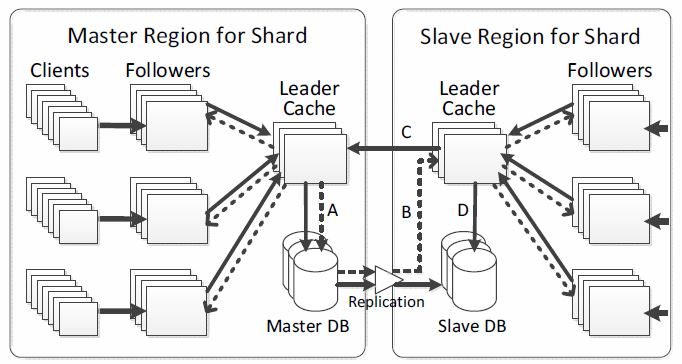 Master Region for Shard
Slave Region for Shard
Clients
Followers
Leader
Cache
Leader
Cache
Followers
C
A
B
D
Replication
Master DB
Slave DB